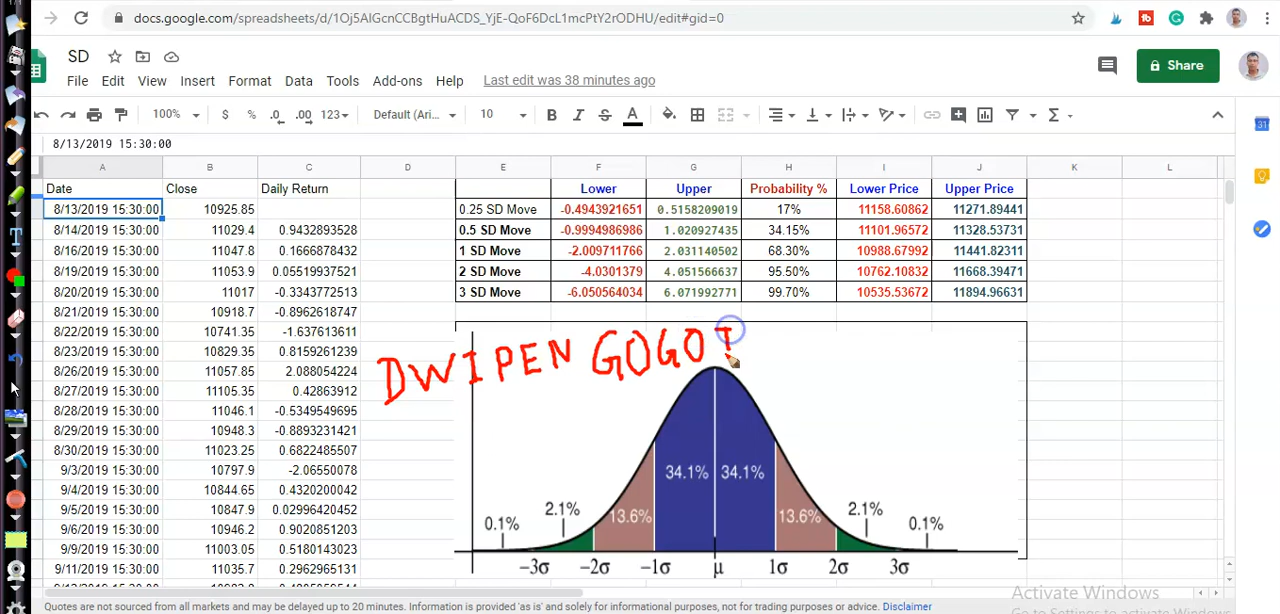 docs.google.com/spreadsheets/d/1Oj5AIGcnCCBgtHuACDS_YjE-QoF6DcL1mcPtY2rODHU/edit#gid=0
SD
File Edit View Insert Format Data Tools Add-ons Help Last edit was 38 minutes ago
Share
100% $ % .0 .00 123 Default (Ari... 10 B I S A
8/13/2019 15:30:00
A B C D E F G H I J K L
Date Close Daily Return Lower Upper Probability % Lower Price Upper Price
8/13/2019 15:30:00 10925.85 0.25 SD Move -0.4943921651 0.5158209019 17% 11158.60862 11271.89441
8/14/2019 15:30:00 11029.4 0.9432893528 0.5 SD Move -0.9994986986 1.020927435 34.15% 11101.96572 11328.53731
8/16/2019 15:30:00 11047.8 0.1666878432 1 SD Move -2.009711766 2.031140502 68.30% 10988.67992 11441.82311
8/19/2019 15:30:00 11053.9 0.05519937521 2 SD Move -4.0301379 4.051566637 95.50% 10762.10832 11668.39471
8/20/2019 15:30:00 11017 -0.3343772513 3 SD Move -6.050564034 6.071992771 99.70% 10535.53672 11894.96631
8/21/2019 15:30:00 10918.7 -0.8962618747
8/22/2019 15:30:00 10741.35 -1.637613611
8/23/2019 15:30:00 10829.35 0.8159261239
8/26/2019 15:30:00 11057.85 2.088054224
8/27/2019 15:30:00 11105.35 0.42863912
8/28/2019 15:30:00 11046.1 -0.5349549695
8/29/2019 15:30:00 10948.3 -0.8893231421
8/30/2019 15:30:00 11023.25 0.6822485507
9/3/2019 15:30:00 10797.9 -2.06550078
9/4/2019 15:30:00 10844.65 0.4320200042
9/5/2019 15:30:00 10847.9 0.02996420452
9/6/2019 15:30:00 10946.2 0.9020851203
9/9/2019 15:30:00 11003.05 0.5180143023
9/11/2019 15:30:00 11035.7 0.2962965131
DWIPEN GOGOI
34.1% 34.1%
13.6% 13.6%
2.1% 2.1%
0.1% 0.1%
−3σ −2σ −1σ µ 1σ 2σ 3σ
Activate Windows
Quotes are not sourced from all markets and may be delayed up to 20 minutes. Information is provided 'as is' and solely for informational purposes, not for trading purposes or advice. Disclaimer